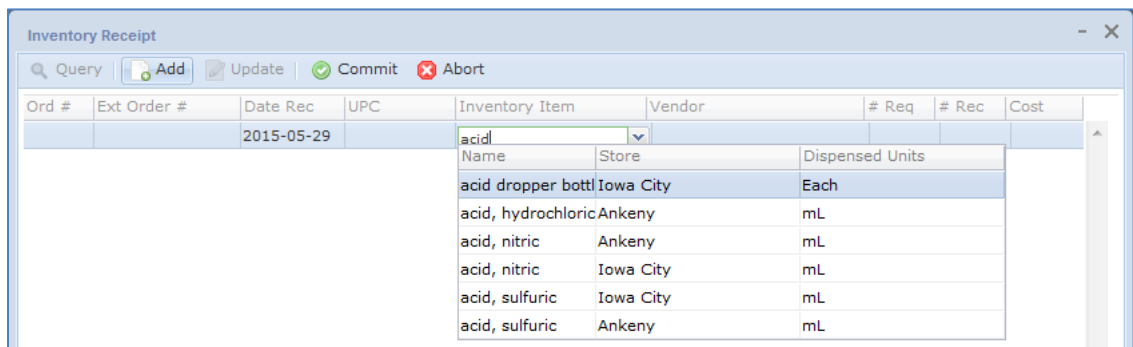 Inventory Receipt
Query Add Update Commit Abort
Ord # Ext Order # Date Rec UPC Inventory Item Vendor # Req # Rec Cost
2015-05-29 acid
Name Store Dispensed Units
acid dropper bottl Iowa City Each
acid, hydrochloric Ankeny mL
acid, nitric Ankeny mL
acid, nitric Iowa City mL
acid, sulfuric Iowa City mL
acid, sulfuric Ankeny mL